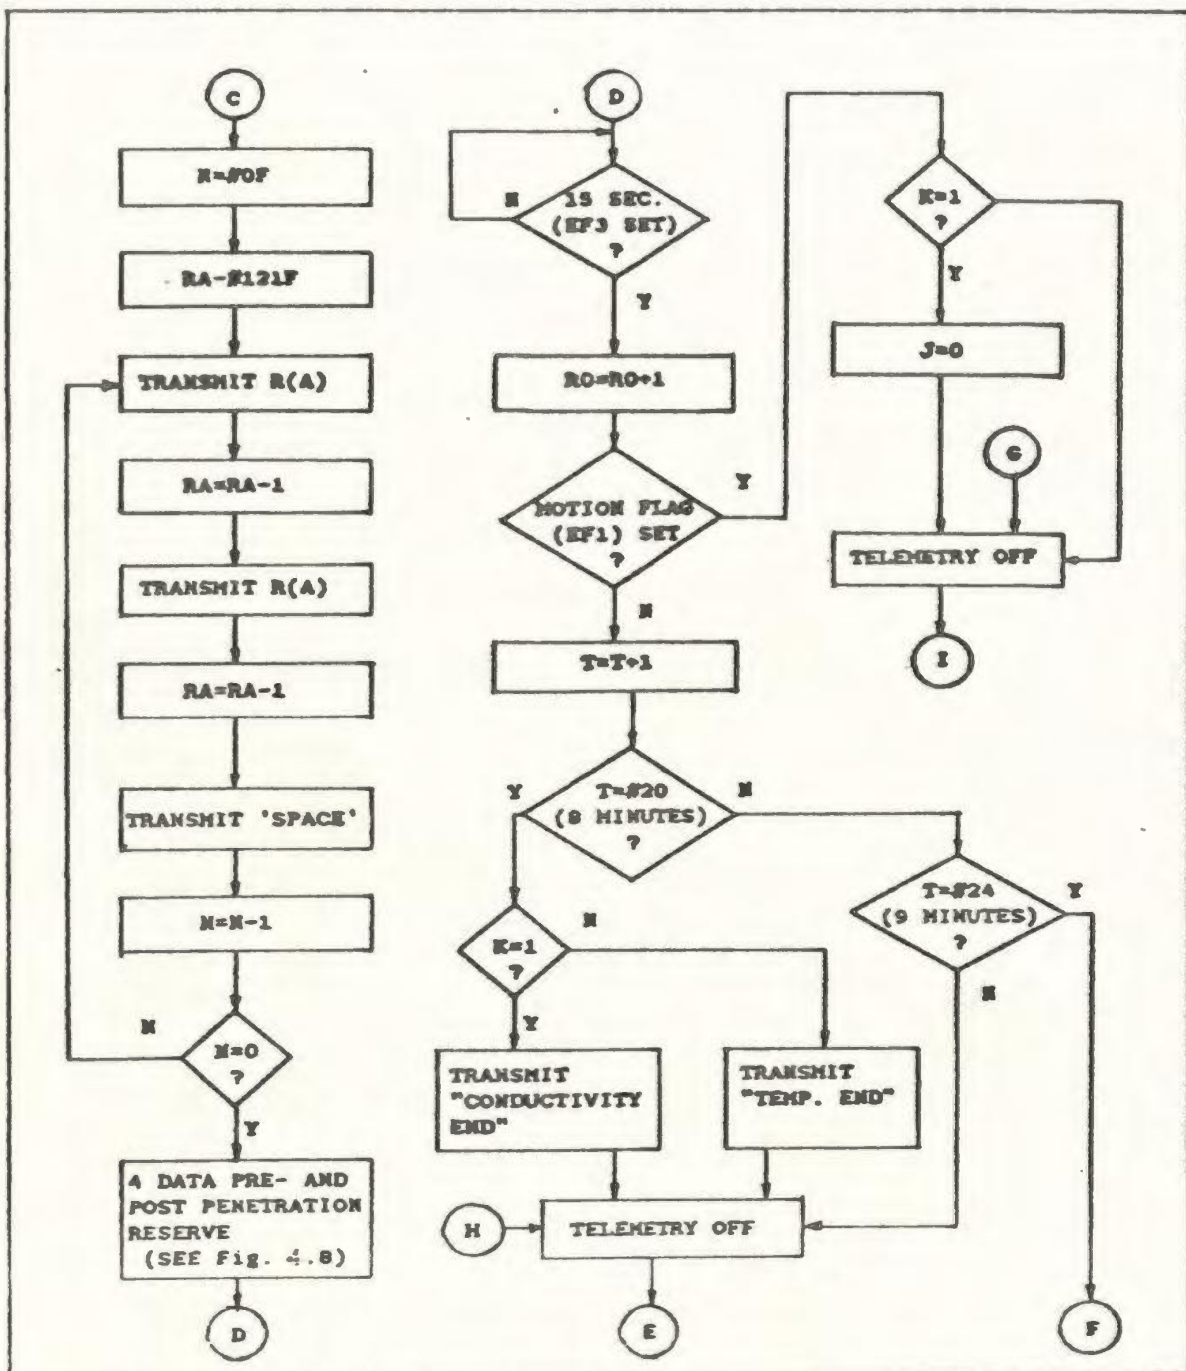 C
N=#0F
RA-#121F
TRANSMIT R(A)
RA=RA-1
TRANSMIT R(A)
RA=RA-1
TRANSMIT 'SPACE'
N=N-1
N
N=0
?
Y
4 DATA PRE- AND
POST PENETRATION
RESERVE
(SEE Fig. 4.8)
D
D
N
15 SEC.
(EF3 SET)
?
Y
R0=R0+1
MOTION FLAG
(EF1) SET
?
Y
N
T=T+1
Y
T=#20
(8 MINUTES)
?
N
K=1
?
N
Y
TRANSMIT
"CONDUCTIVITY
END"
TRANSMIT
"TEMP. END"
H
TELEMETRY OFF
E
T=#24
(9 MINUTES)
?
Y
N
F
K=1
?
Y
J=0
G
TELEMETRY OFF
I